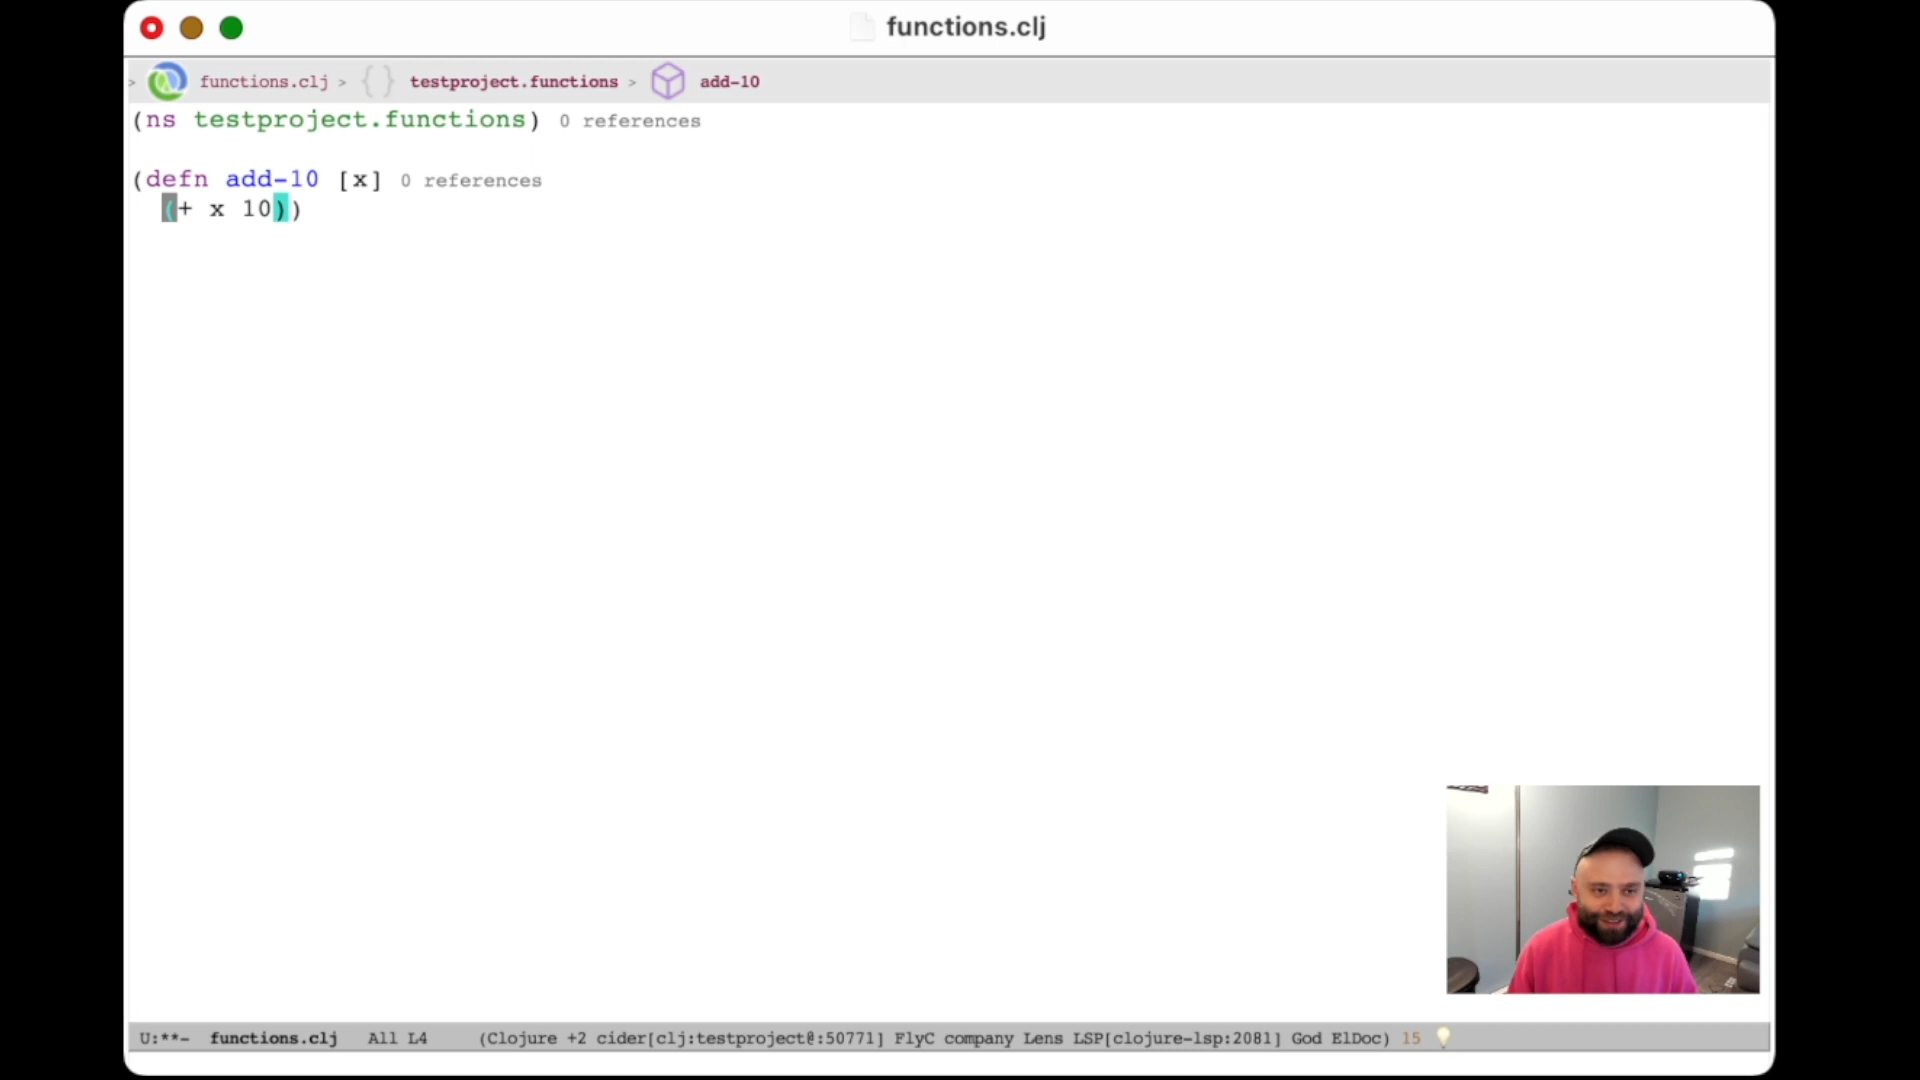 functions.clj
> functions.clj > { } testproject.functions > add-10
(ns testproject.functions) 0 references
(defn add-10 [x] 0 references
(+ x 10))
U:**- functions.clj All L4 (Clojure +2 cider[clj:testproject@:50771] FlyC company Lens LSP[clojure-lsp:2081] God ElDoc) 15